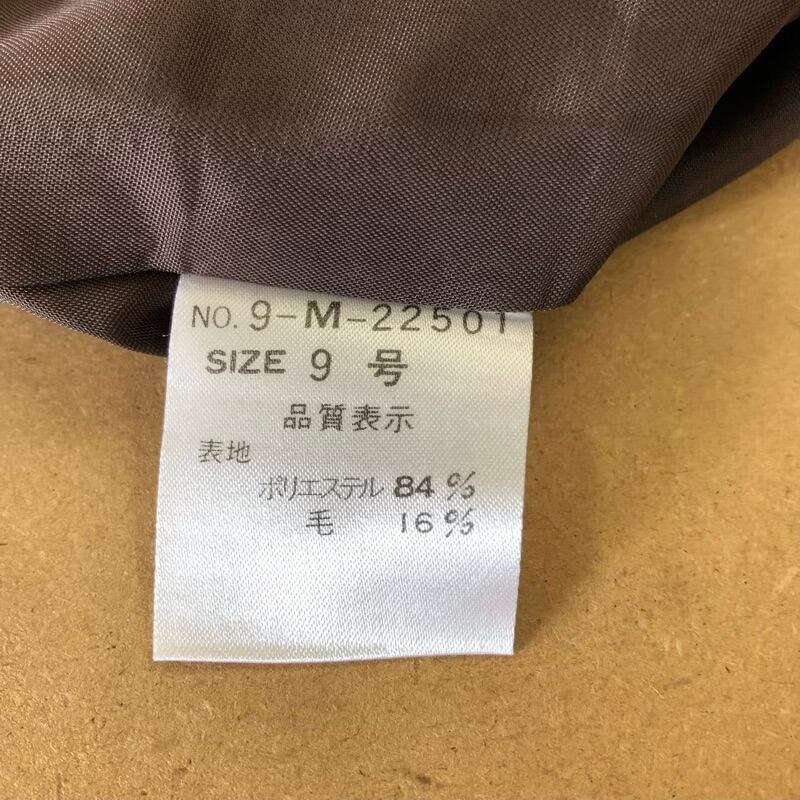 NO. 9-M-22501
SIZE 9 号
品質表示
表地
ポリエステル 84%
毛 16%